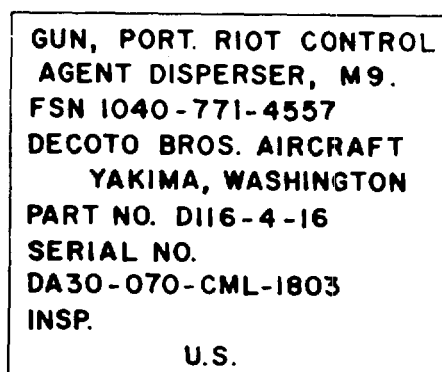 GUN, PORT. RIOT CONTROL
AGENT DISPERSER, M9.
FSN 1040-771-4557
DECOTO BROS. AIRCRAFT
YAKIMA, WASHINGTON
PART NO. D116-4-16
SERIAL NO.
DA30-070-CML-1803
INSP.
U.S.